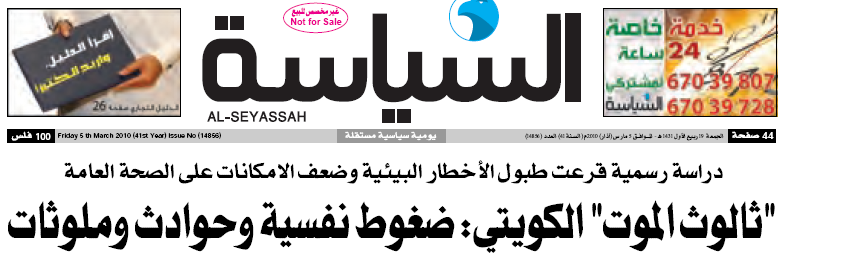 غير مخصص للبيع
Not for Sale
السياسة
AL-SEYASSAH
خدمة خاصة
24 ساعة
لمشتركي 670 39 807
السياسة 670 39 728
إقرأ الدليل..
واربد الكثير!
الدليل التجاري صفحة 26
44 صفحة
الجمعة 19 ربيع الأول 1431 هـ - الموافق 5 مارس (آذار) 2010م (السنة 41) العدد (14856)
يومية سياسية مستقلة
Friday 5 th March 2010 (41st Year) Issue No (14856)
100 فلس
دراسة رسمية قرعت طبول الأخطار البيئية وضعف الامكانات على الصحة العامة
"ثالوث الموت" الكويتي: ضغوط نفسية وحوادث وملوثات